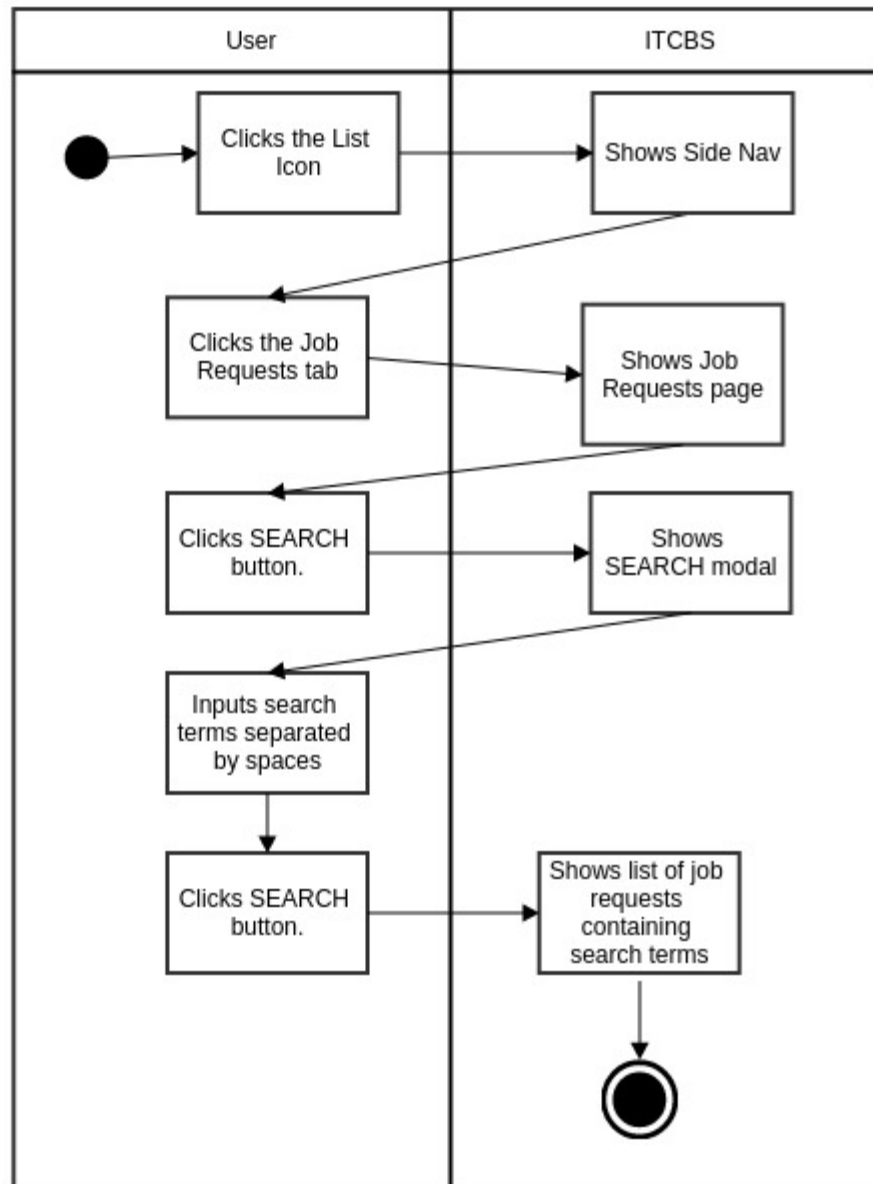 User
ITCBS
Clicks the List
Icon
Shows Side Nav
Clicks the Job
Requests tab
Shows Job
Requests page
Clicks SEARCH
button.
Shows
SEARCH modal
Inputs search
terms separated
by spaces
Clicks SEARCH
button.
Shows list of job
requests
containing
search terms